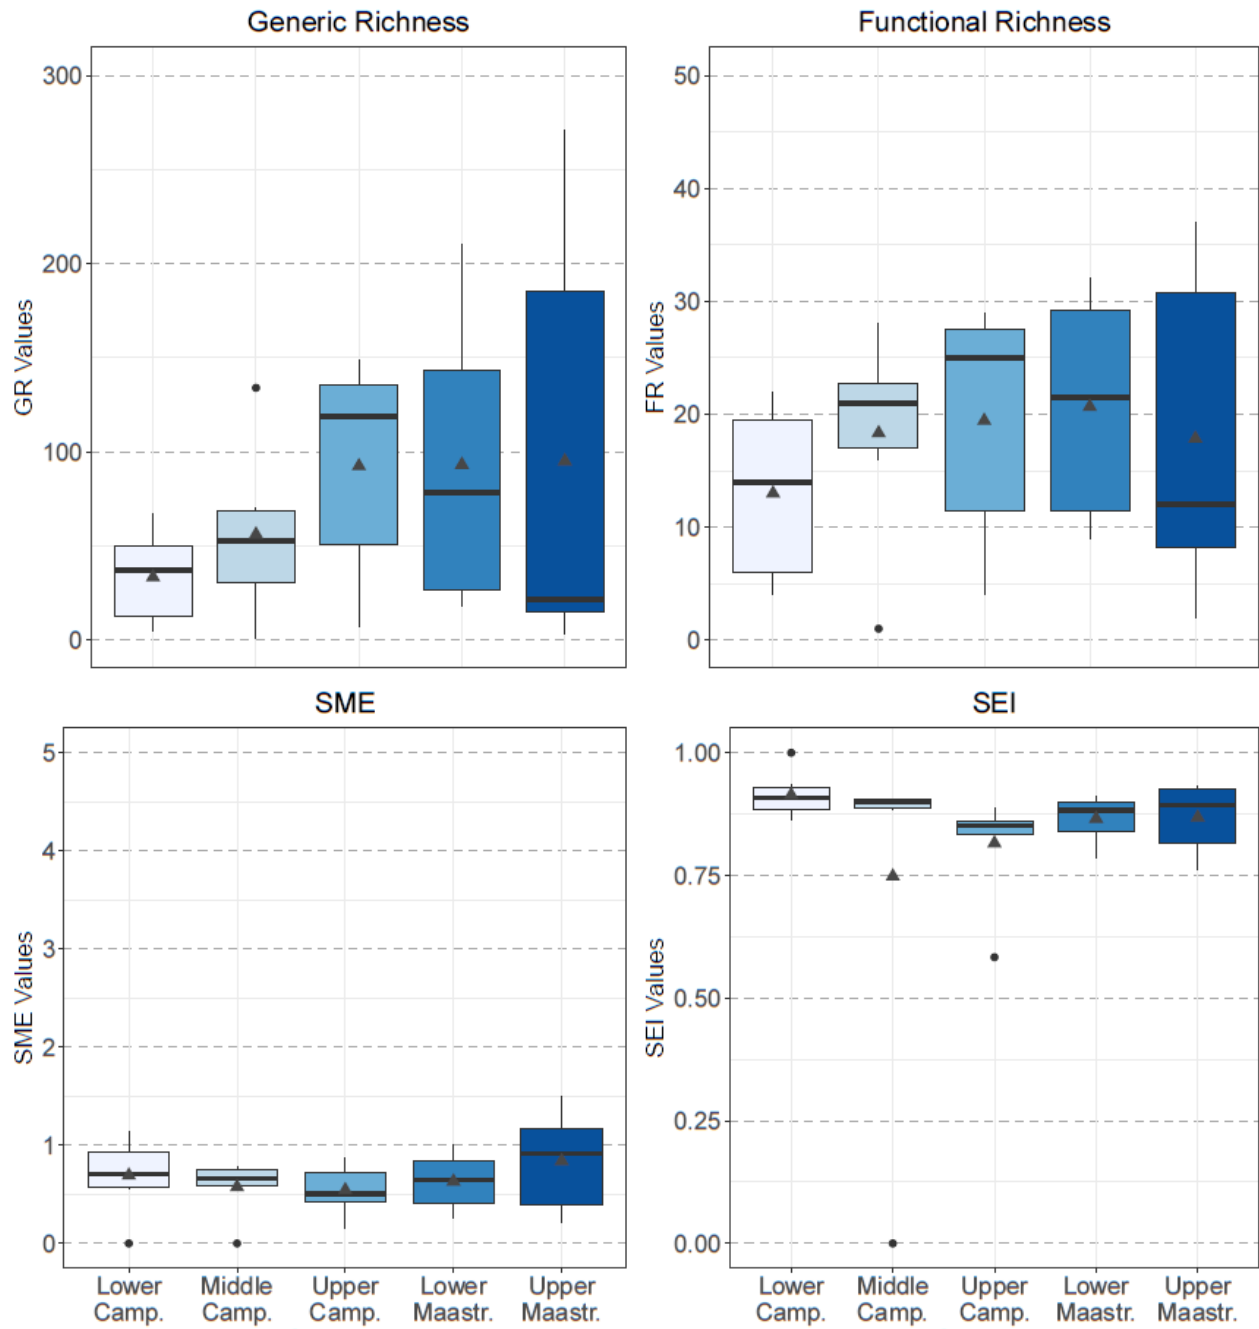 Generic Richness
300
200
100
0
GR Values
Functional Richness
50
40
30
20
10
0
FR Values
SME
5
4
3
2
1
0
SME Values
Lower
Camp.
Middle
Camp.
Upper
Camp.
Lower
Maastr.
Upper
Maastr.
SEI
1.00
0.75
0.50
0.25
0.00
SEI Values
Lower
Camp.
Middle
Camp.
Upper
Camp.
Lower
Maastr.
Upper
Maastr.